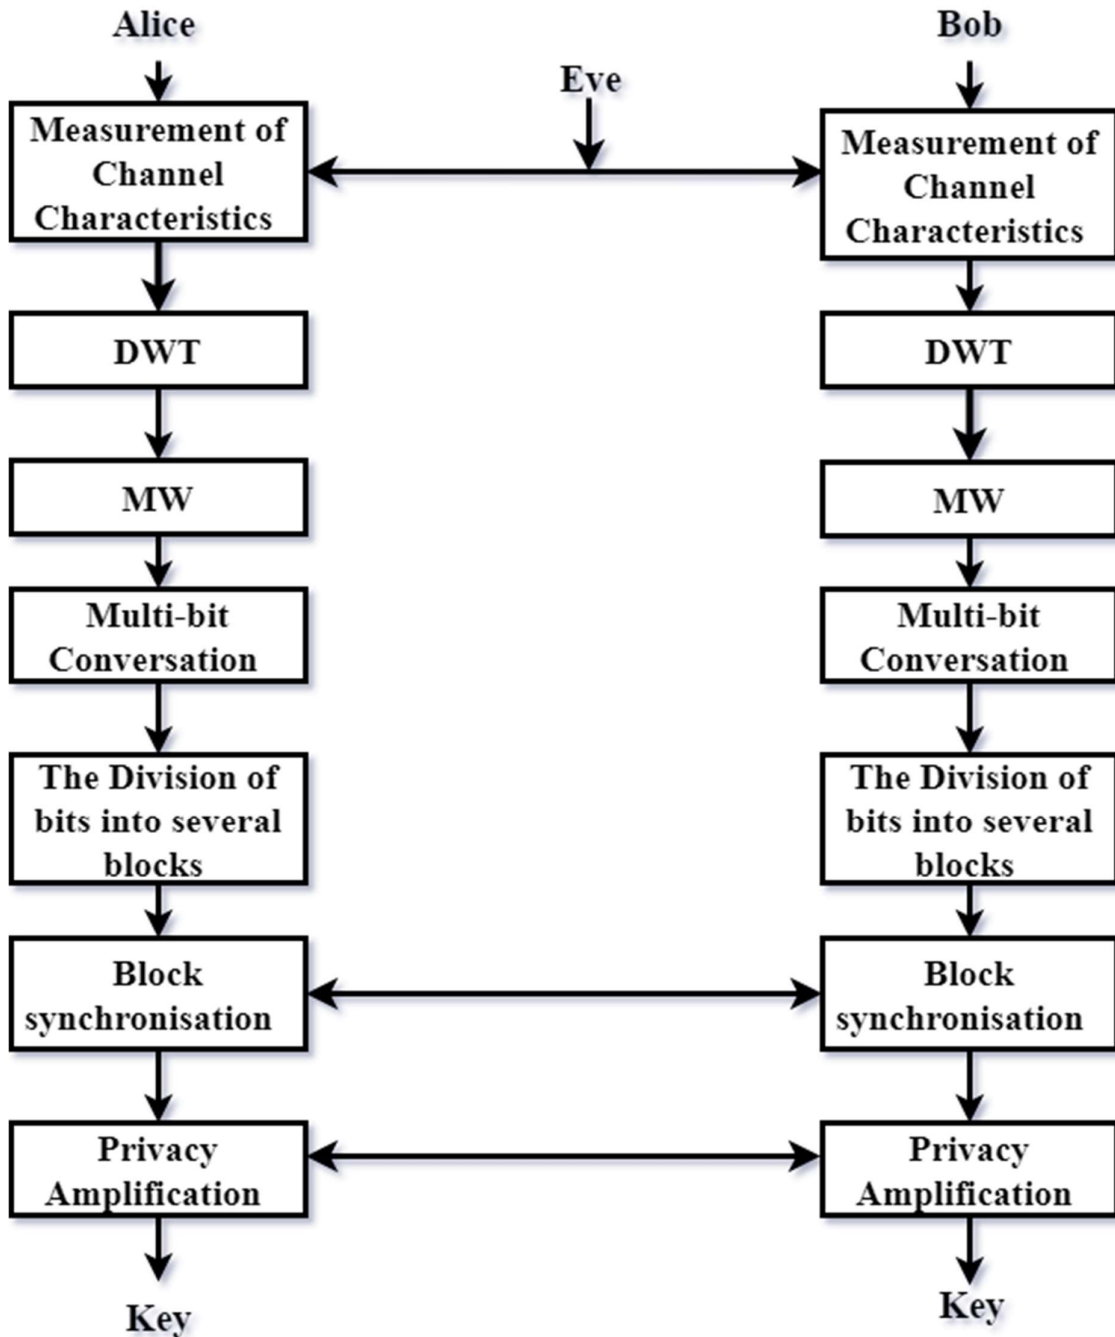 Alice
Bob
Eve
Measurement of
Channel
Characteristics
Measurement of
Channel
Characteristics
DWT
DWT
MW
MW
Multi-bit
Conversation
Multi-bit
Conversation
The Division of
bits into several
blocks
The Division of
bits into several
blocks
Block
synchronisation
Block
synchronisation
Privacy
Amplification
Privacy
Amplification
Key
Key